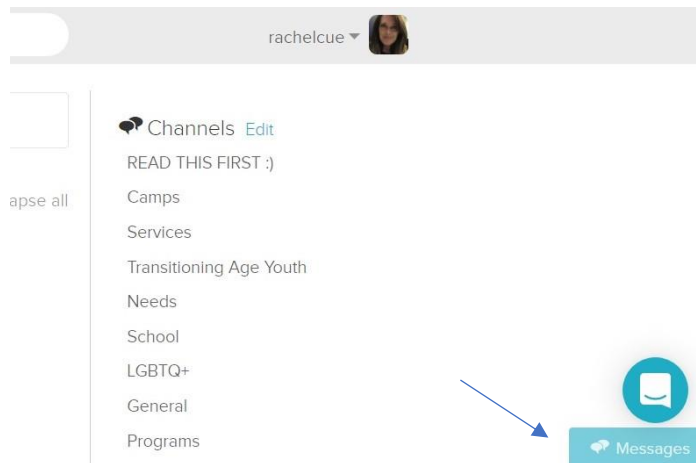 rachelcue
Channels Edit
READ THIS FIRST :)
apse all
Camps
Services
Transitioning Age Youth
Needs
School
LGBTQ+
General
Programs
Messages